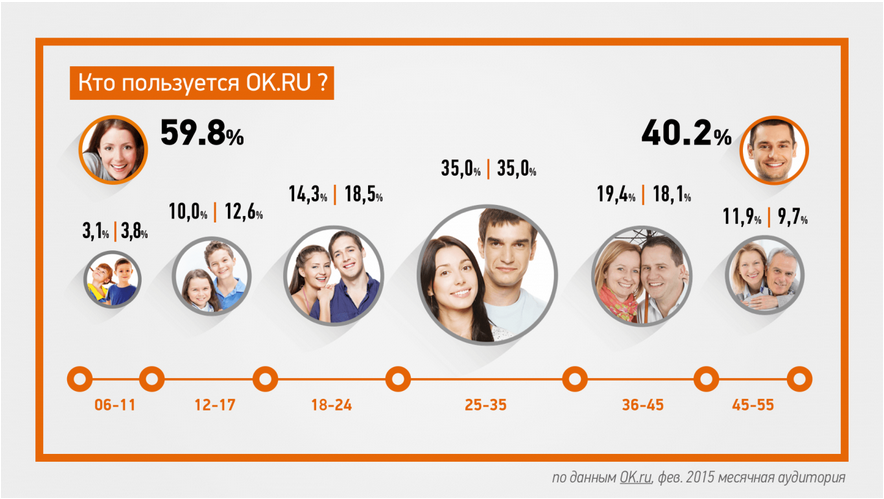 Кто пользуется OK.RU ?
59.8%
40.2%
3,1% | 3,8%
10,0% | 12,6%
14,3% | 18,5%
35,0% | 35,0%
19,4% | 18,1%
11,9% | 9,7%
06-11
12-17
18-24
25-35
36-45
45-55
по данным OK.ru, фев. 2015 месячная аудитория